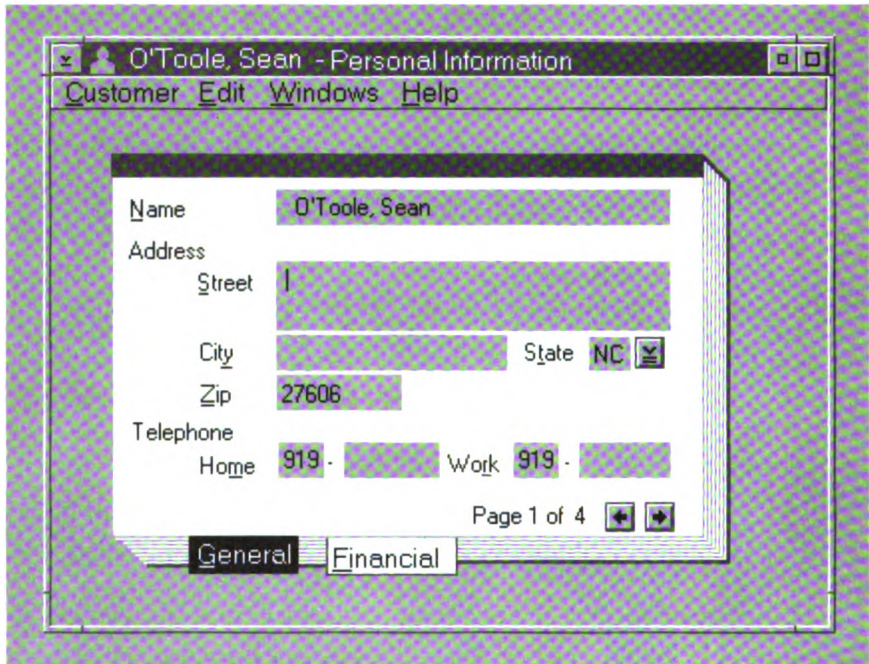 O'Toole, Sean - Personal Information
Customer Edit Windows Help
Name O'Toole, Sean
Address
Street
City State NC
Zip 27606
Telephone
Home 919 - Work 919 -
Page 1 of 4
General Financial